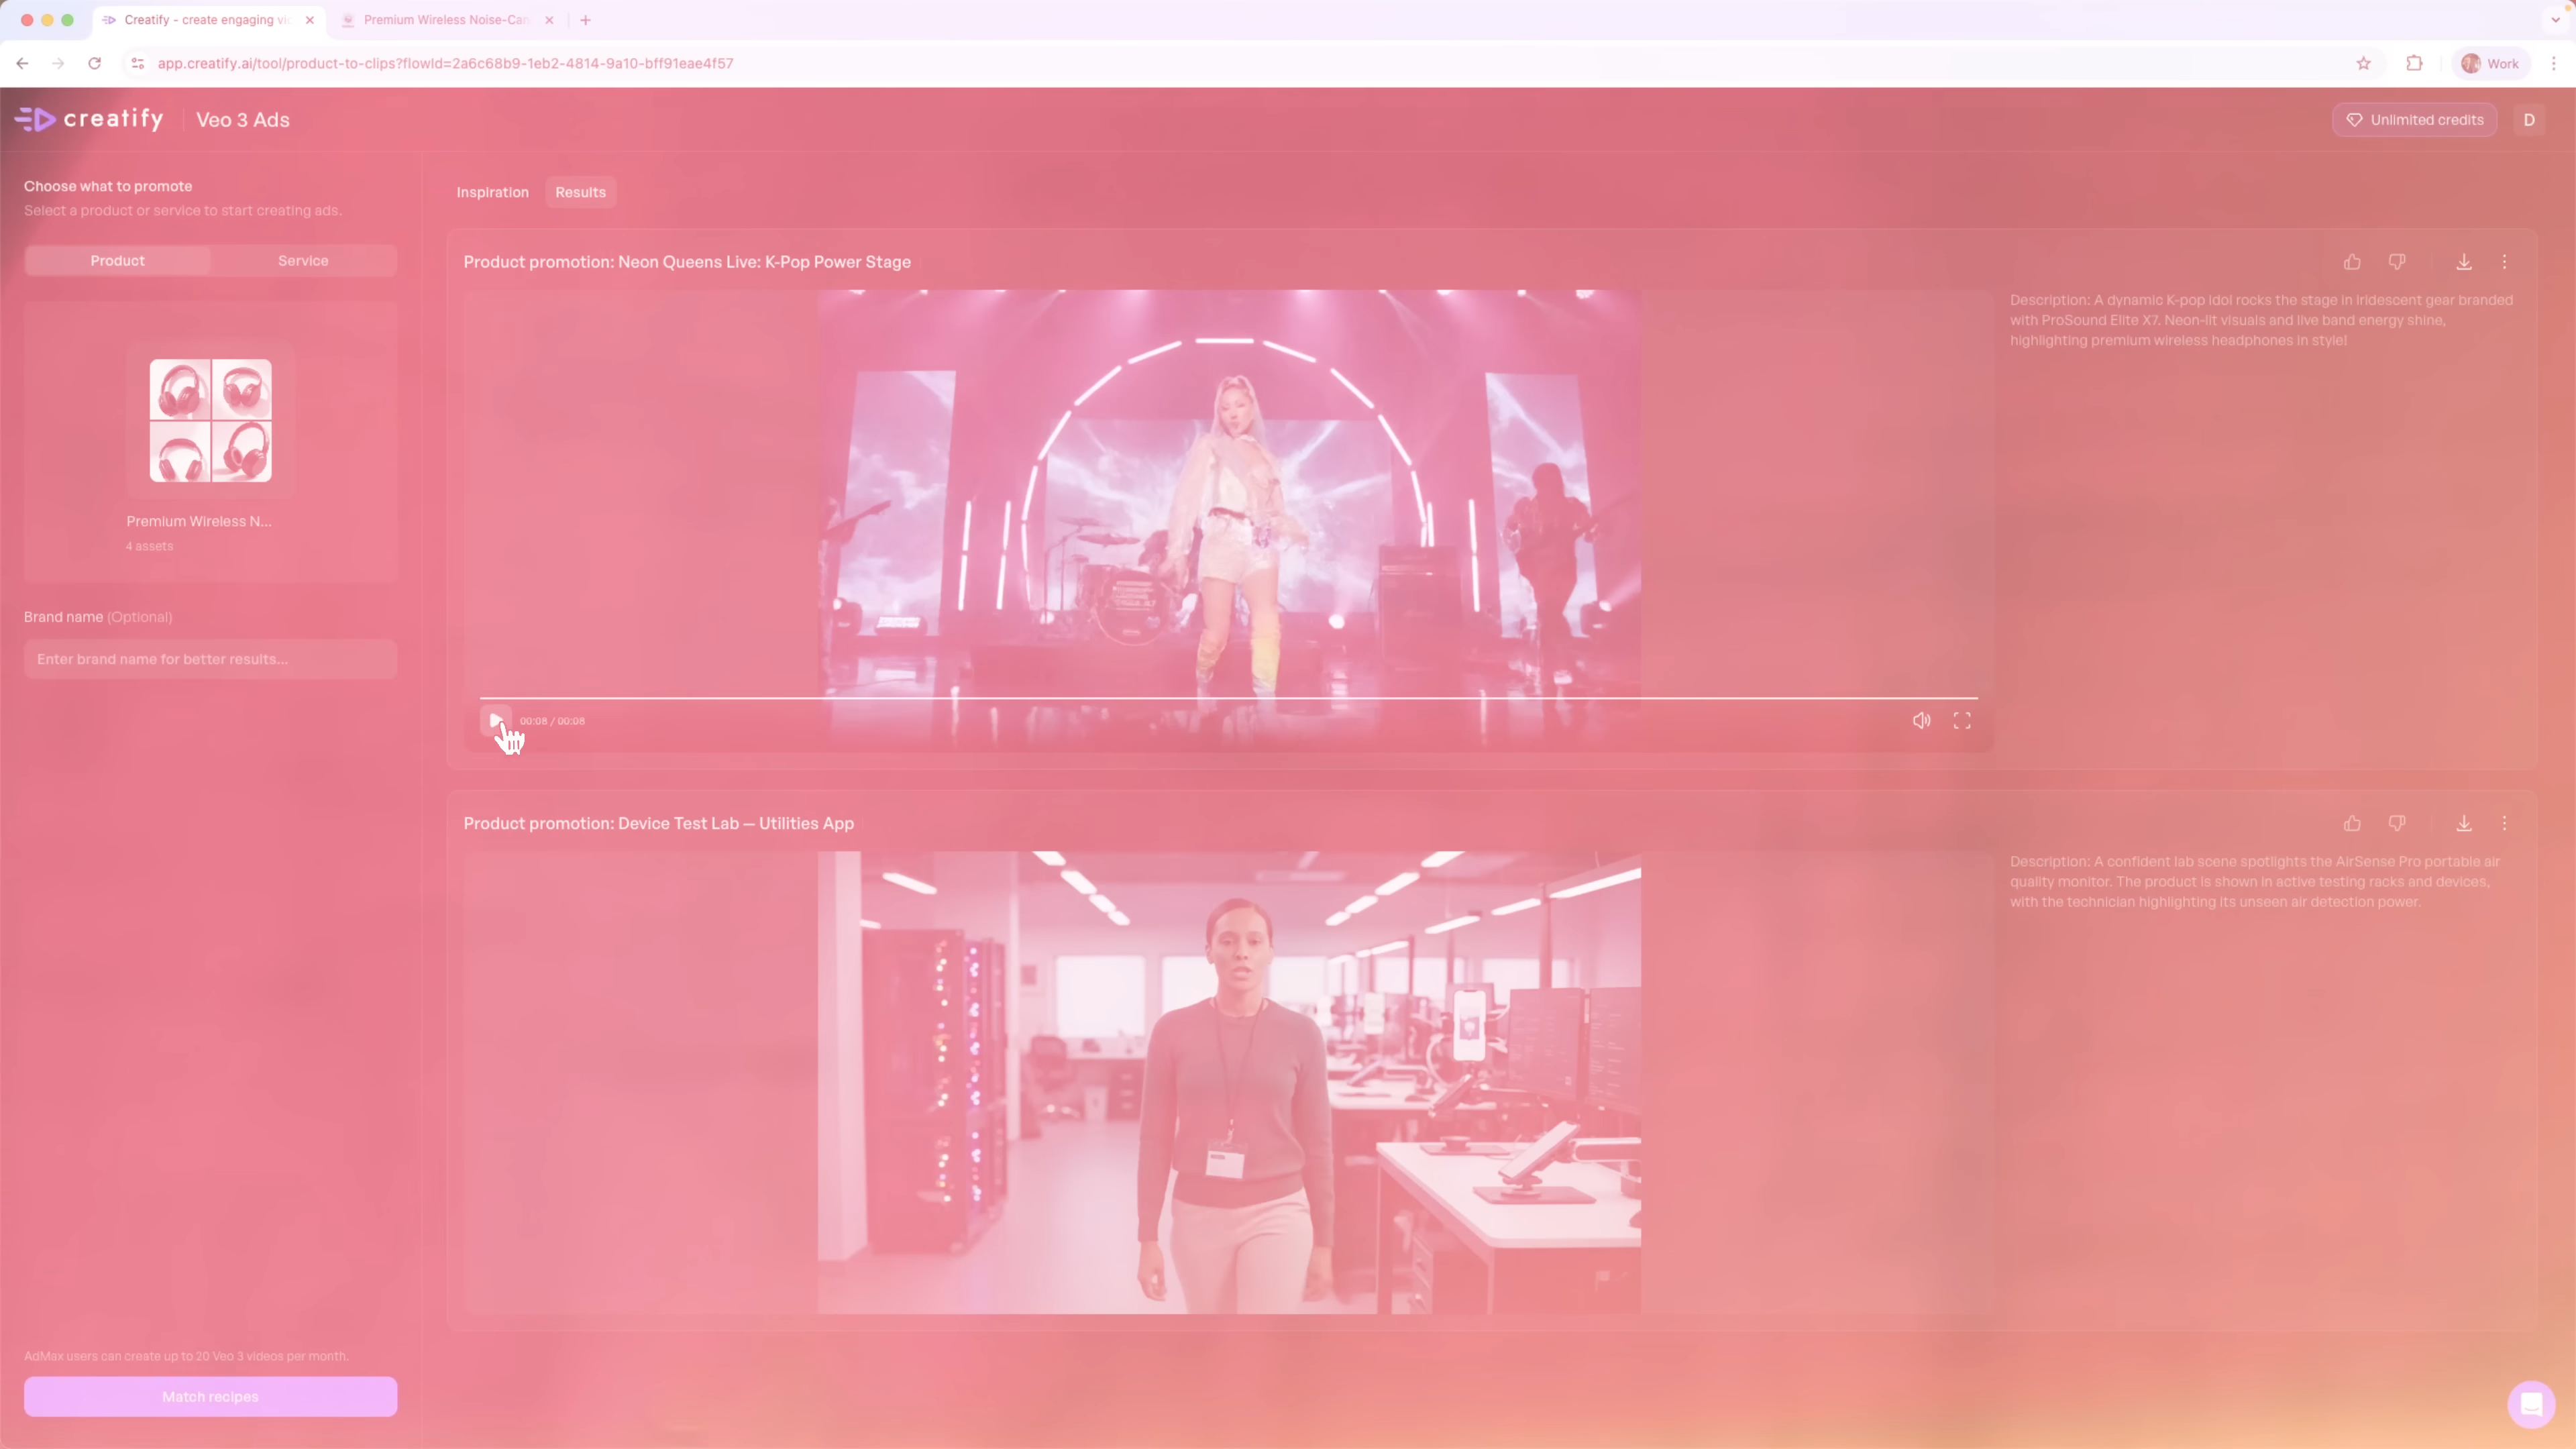 Creatify - create engaging vi
Premium Wireless Noise-Can
app.creatify.ai/tool/product-to-clips?flowId=2a6c68b9-1eb2-4814-9a10-bff91eae4f57
Work
creatify
Veo 3 Ads
Unlimited credits
D
Choose what to promote
Select a product or service to start creating ads.
Product
Service
Premium Wireless N...
4 assets
Brand name (Optional)
Enter brand name for better results...
AdMax users can create up to 20 Veo 3 videos per month.
Match recipes
Inspiration
Results
Product promotion: Neon Queens Live: K-Pop Power Stage
Description: A dynamic K-pop idol rocks the stage in iridescent gear branded
with ProSound Elite X7. Neon-lit visuals and live band energy shine,
highlighting premium wireless headphones in style!
00:08 / 00:08
Product promotion: Device Test Lab — Utilities App
Description: A confident lab scene spotlights the AirSense Pro portable air
quality monitor. The product is shown in active testing racks and devices,
with the technician highlighting its unseen air detection power.